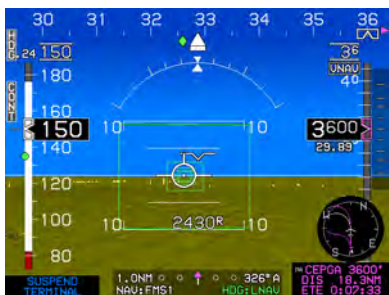 30 31 32 33 34 35 36
HDG
.24 150
36
VNAV
180
40
CONT
10 10
150
3600
29.89
140
120
100
10 10
2430R
80
N
E
S
W
SUSPEND
TERMINAL
1.0NM 326°A
NAV:FMS1 HDG:LNAV
CEPGA 3600'
DIS 18.3NM
ETE 0:07:33